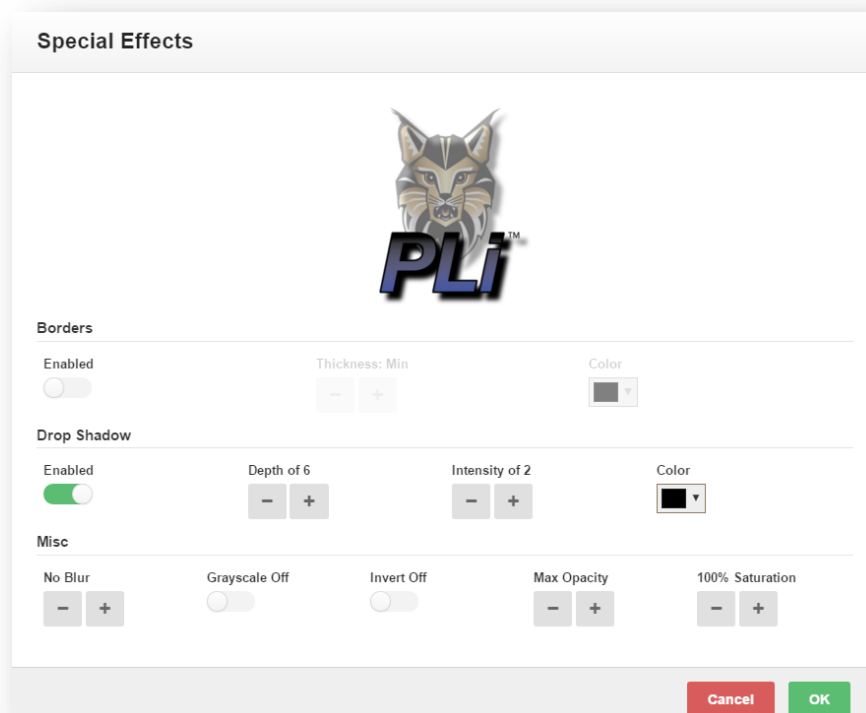 Special Effects
PLi™
Borders
Enabled Thickness: Min Color
Drop Shadow
Enabled Depth of 6 Intensity of 2 Color
Misc
No Blur Grayscale Off Invert Off Max Opacity 100% Saturation
Cancel OK